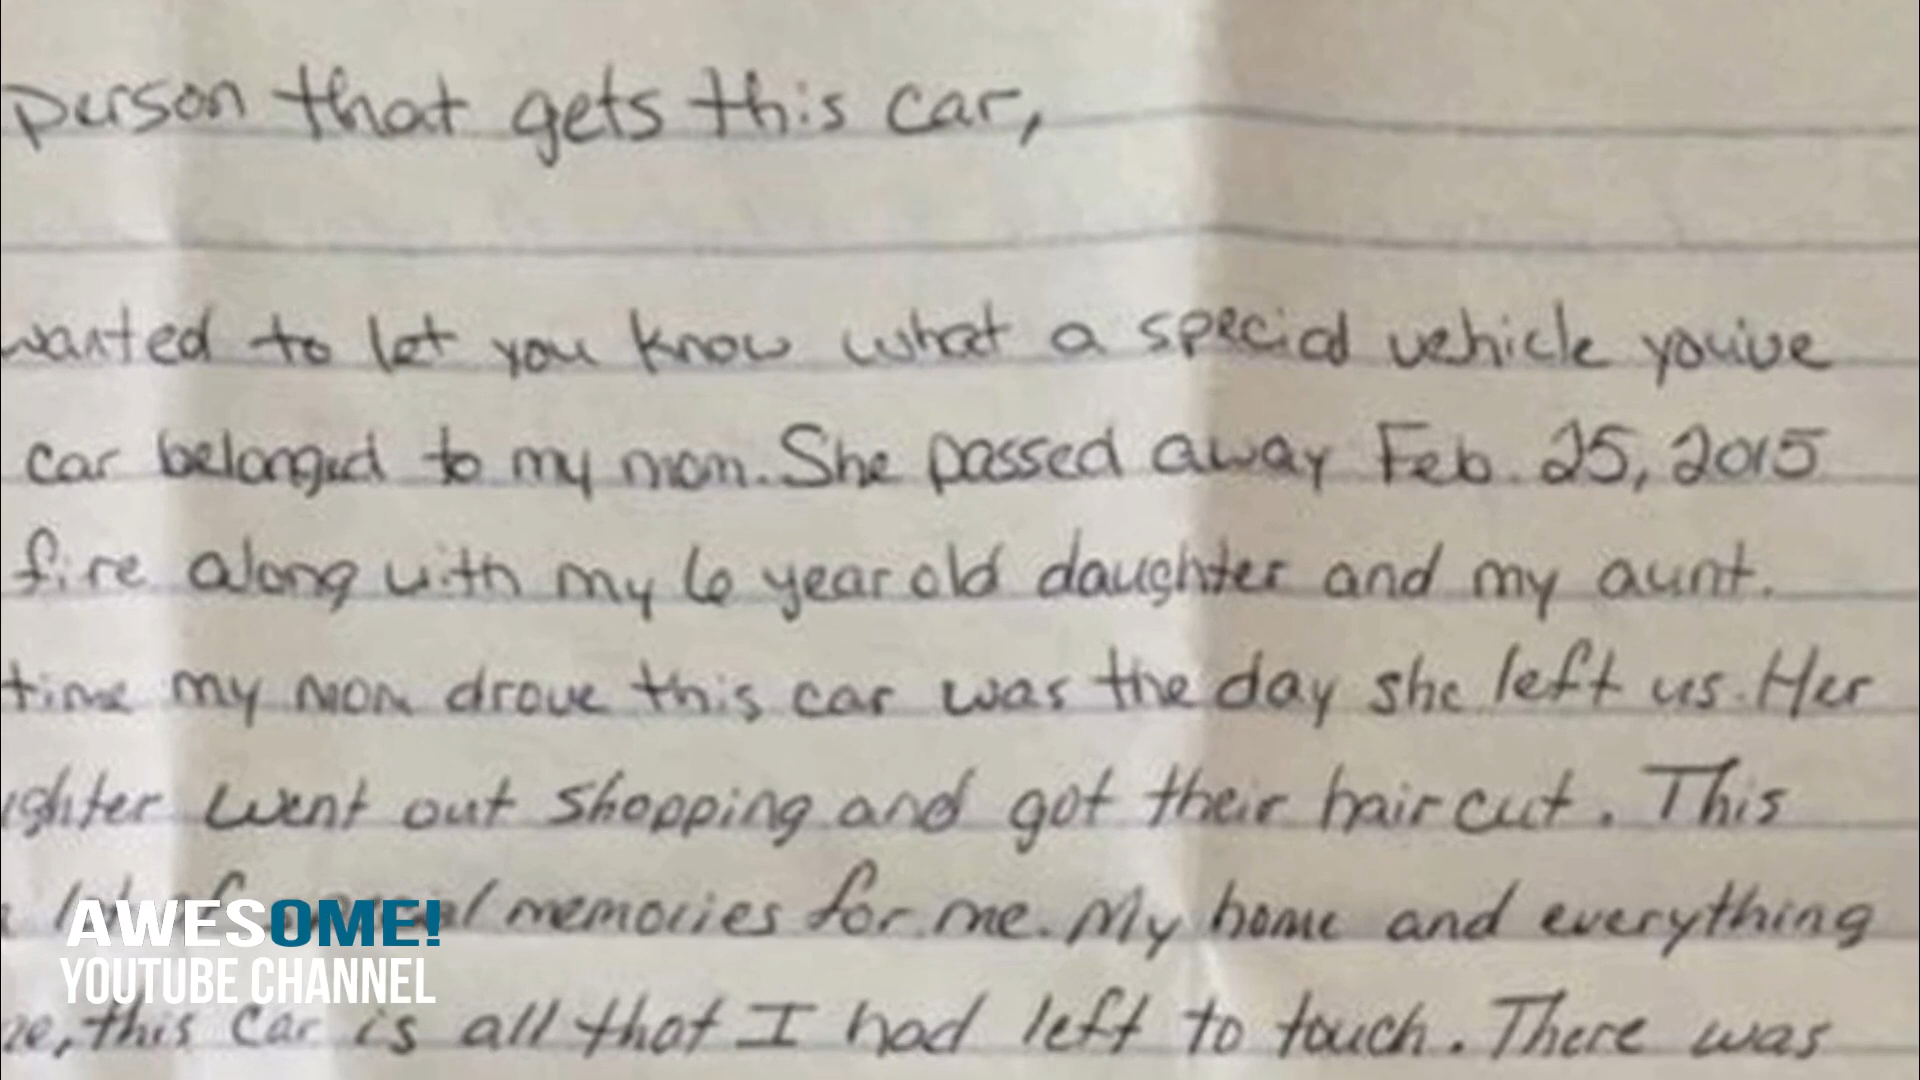 person that gets this car,
wanted to let you know what a special vehicle you've
car belonged to my mom. She passed away Feb. 25, 2015
fire along with my 6 year old daughter and my aunt.
time my mom drove this car was the day she left us. Her
ughter went out shopping and got their hair cut. This
memories for me. My home and everything
AWESOME!
YOUTUBE CHANNEL
this car is all that I had left to touch. There was